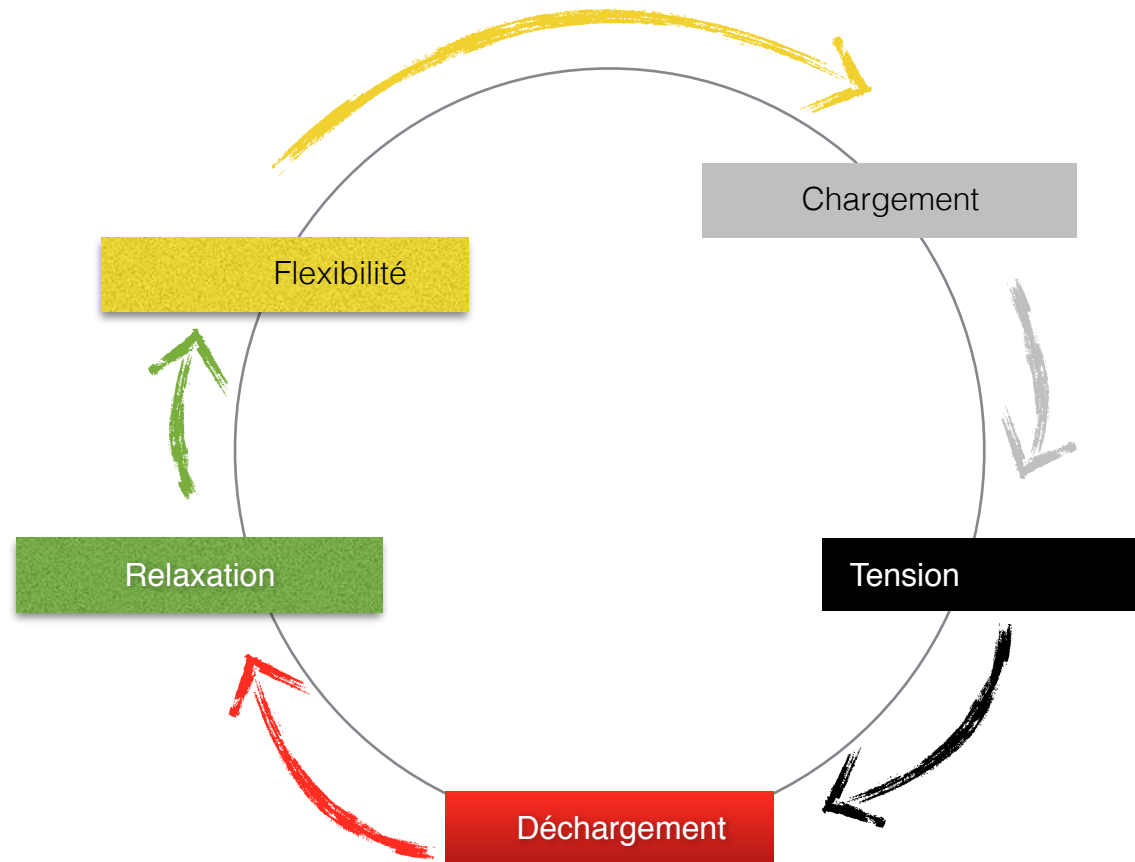 Chargement
Flexibilité
Relaxation
Tension
Déchargement